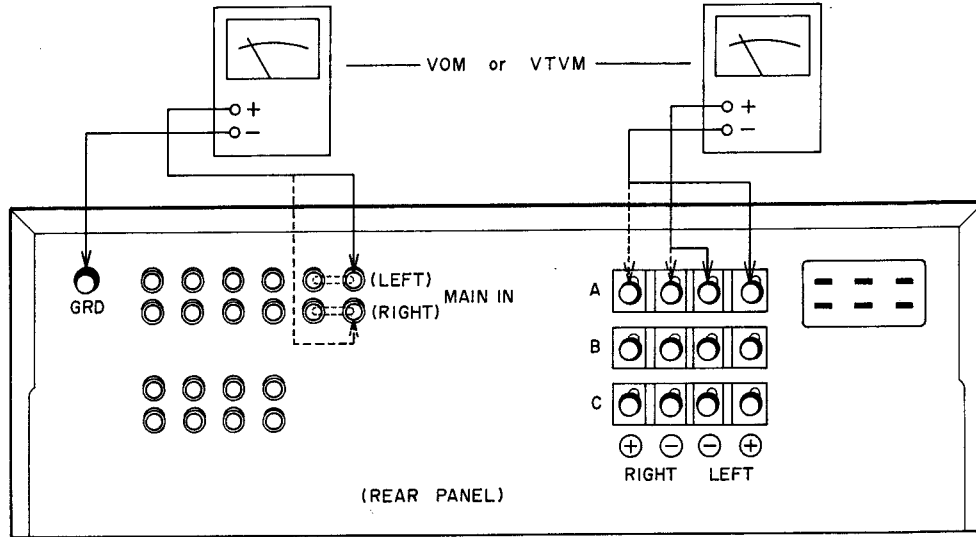 VOM or VTVM
+
−
+
−
GRD
(LEFT)
MAIN IN
(RIGHT)
A
B
C
+ − − +
RIGHT LEFT
(REAR PANEL)